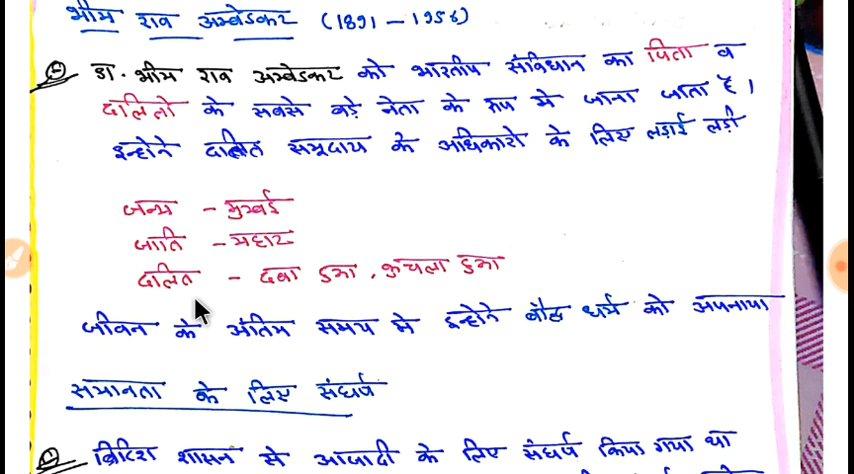 भीम राव अम्बेडकर (1891 – 1956)
डा. भीम राव अम्बेडकर को भारतीय संविधान का पिता व
दलितो के सबसे बड़े नेता के रूप मे जाना जाता है।
इन्होने दलित समूदाय के अधिकारो के लिए लड़ाई लड़ी
जन्म – मुम्बई
जाति – महार
दलित – दबा हुआ, कुचला हुआ
जीवन के अंतिम समय मे इन्होने बौद्ध धर्म को अपनाया
समानता के लिए संघर्ष
ब्रिटिश शासन से आजादी के लिए संघर्ष किया गया था